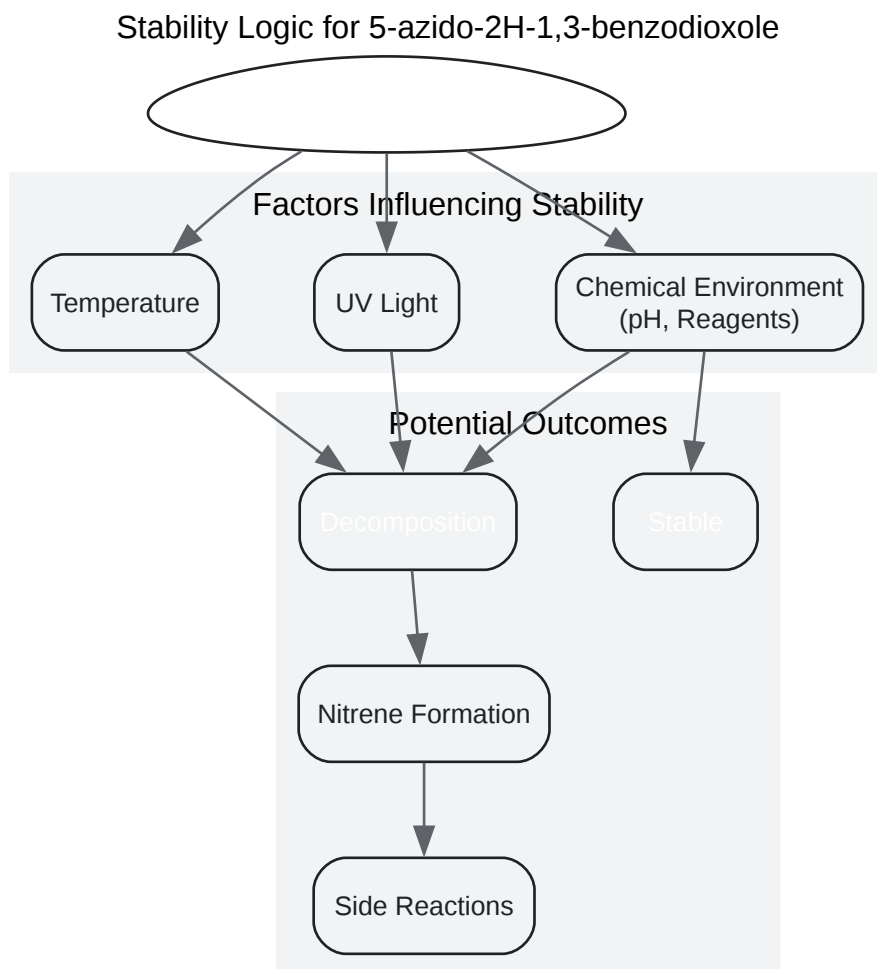 Stability Logic for 5-azido-2H-1,3-benzodioxole
Factors Influencing Stability
Temperature
UV Light
Chemical Environment
(pH, Reagents)
Potential Outcomes
Decomposition
Stable
Nitrene Formation
Side Reactions